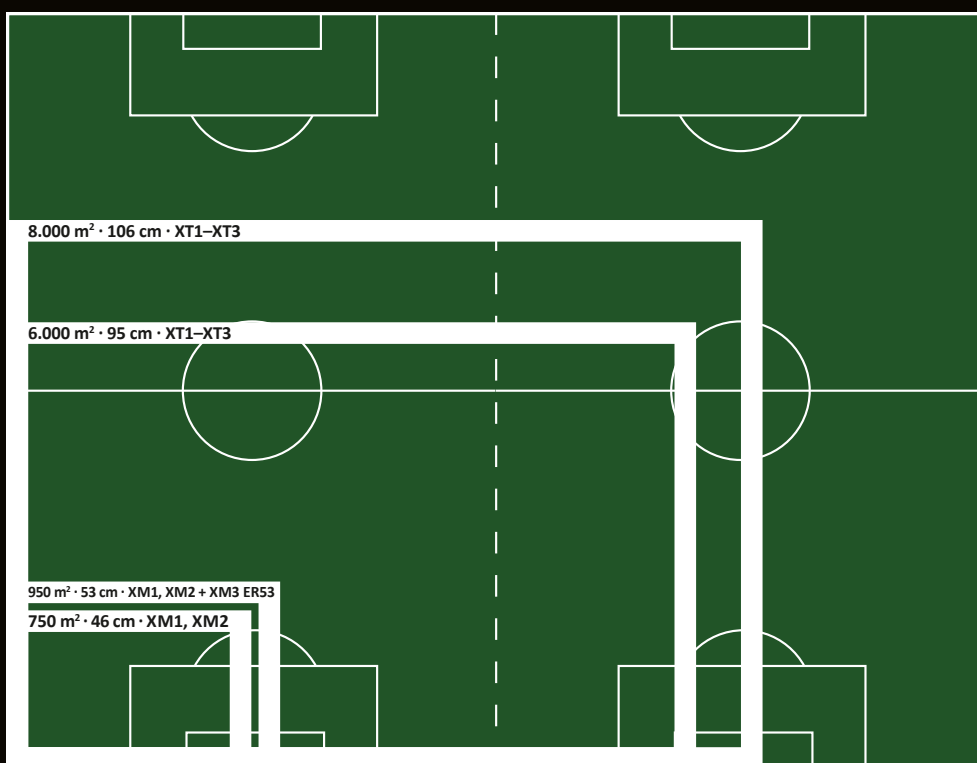 8.000 m² · 106 cm · XT1–XT3
6.000 m² · 95 cm · XT1–XT3
950 m² · 53 cm · XM1, XM2 + XM3 ER53
750 m² · 46 cm · XM1, XM2